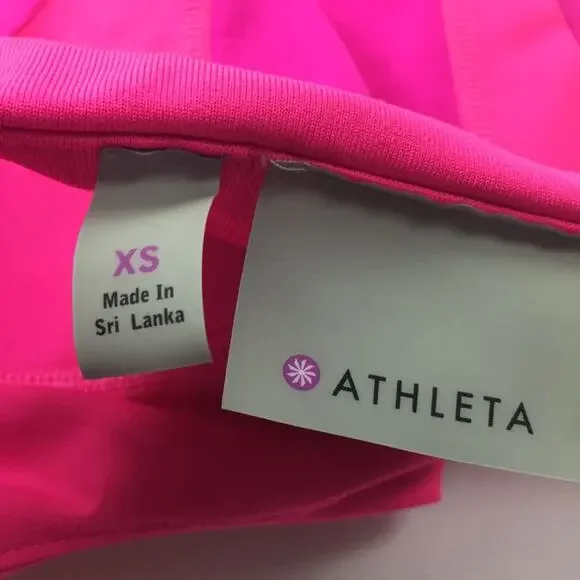 XS
Made In
Sri Lanka
ATHLETA